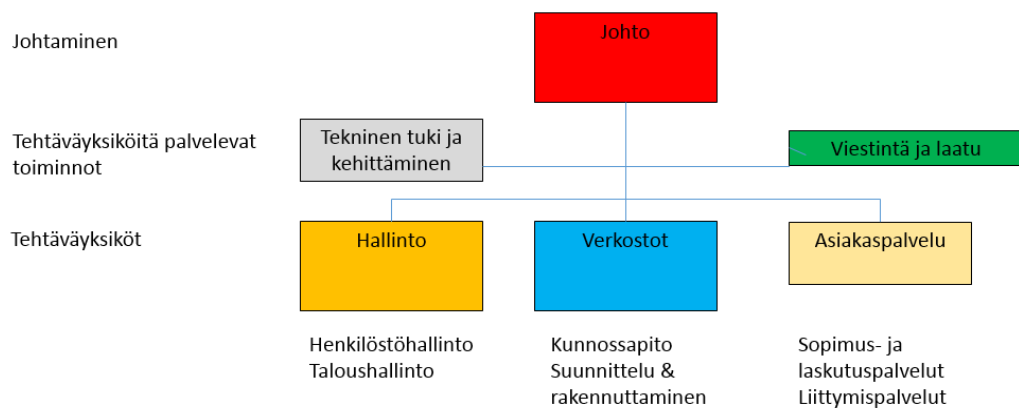 Johtaminen
Johto
Tehtäväyksiköitä palvelevat
toiminnot
Tekninen tuki ja
kehittäminen
Viestintä ja laatu
Tehtäväyksiköt
Hallinto
Verkostot
Asiakaspalvelu
Henkilöstöhallinto
Taloushallinto
Kunnossapito
Suunnittelu &
rakennuttaminen
Sopimus- ja
laskutuspalvelut
Liittymispalvelut